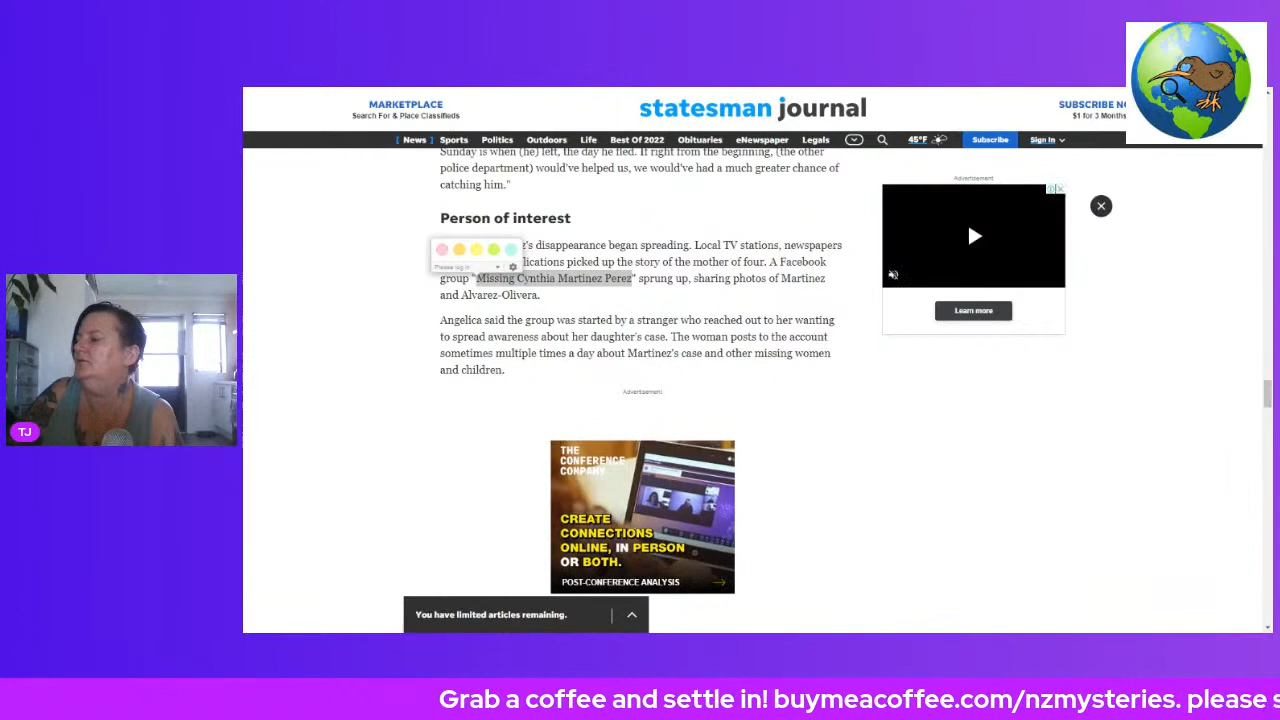 MARKETPLACE
Search For & Place Classifieds
statesman journal
SUBSCRIBE NO
$1 for 3 Months
[ News ] Sports Politics Outdoors Life Best Of 2022 Obituaries eNewspaper Legals 45°F Subscribe Sign In
Sunday is when (he) left, the day he fled. If right from the beginning, (the other
police department) would've helped us, we would've had a much greater chance of
catching him."
Person of interest
z's disappearance began spreading. Local TV stations, newspapers
lications picked up the story of the mother of four. A Facebook
group "Missing Cynthia Martinez Perez" sprung up, sharing photos of Martinez
and Alvarez-Olivera.
Please log in
Angelica said the group was started by a stranger who reached out to her wanting
to spread awareness about her daughter's case. The woman posts to the account
sometimes multiple times a day about Martinez's case and other missing women
and children.
Advertisement
Learn more
Advertisement
THE
CONFERENCE
COMPANY
CREATE
CONNECTIONS
ONLINE, IN PERSON
OR BOTH.
POST-CONFERENCE ANALYSIS
You have limited articles remaining.
TJ
Grab a coffee and settle in! buymeacoffee.com/nzmysteries. please s